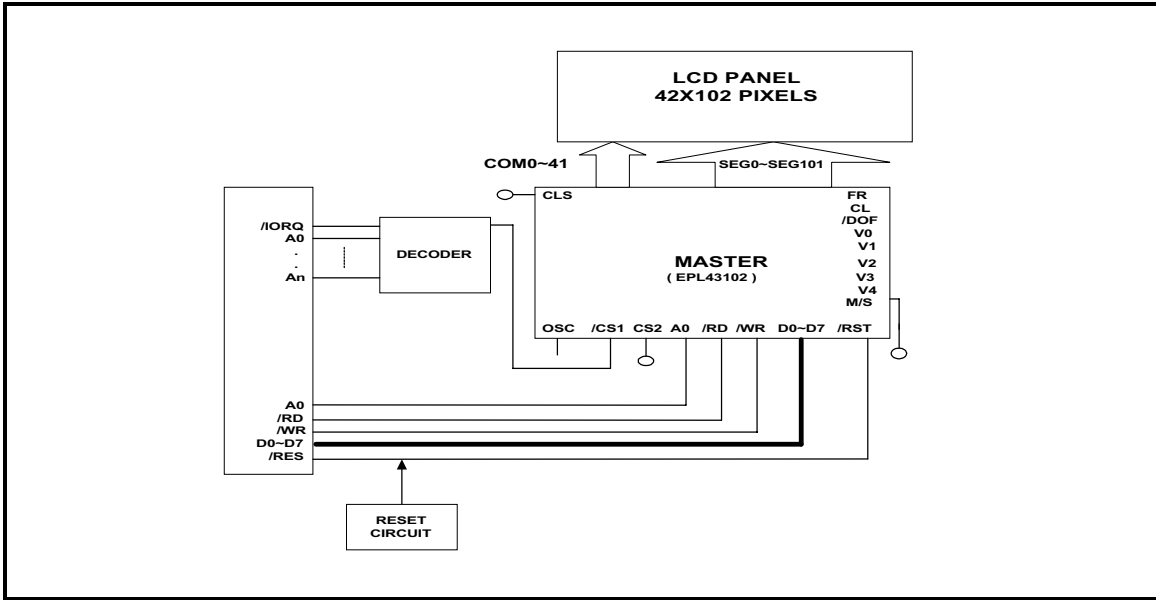 LCD PANEL
42X102 PIXELS
COM0~41
SEG0~SEG101
CLS
FR
CL
/DOF
V0
V1
V2
V3
V4
M/S
MASTER
( EPL43102 )
OSC /CS1 CS2 A0 /RD /WR D0~D7 /RST
/IORQ
A0
.
.
An
DECODER
A0
/RD
/WR
D0~D7
/RES
RESET
CIRCUIT